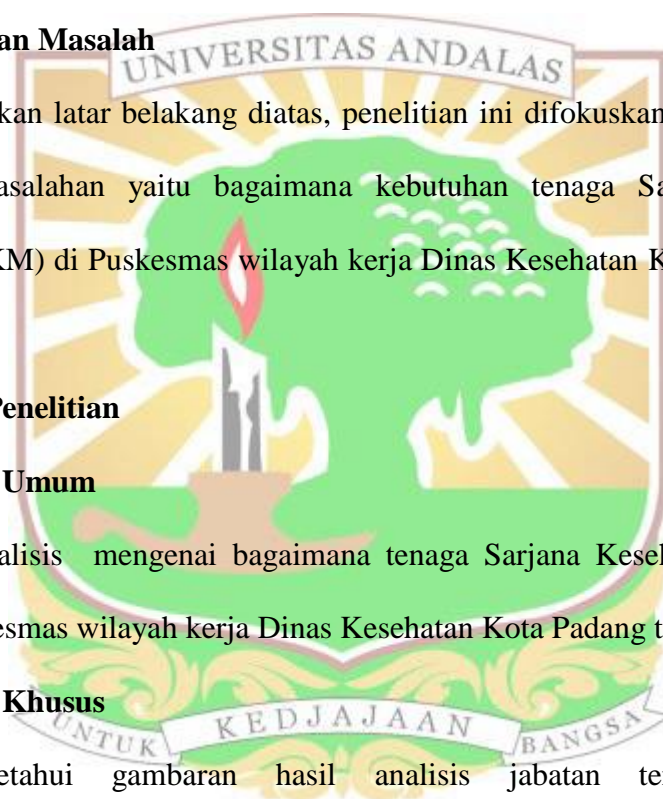 an Masalah
UNIVERSITAS ANDALAS
kan latar belakang diatas, penelitian ini difokuskan
asalahan yaitu bagaimana kebutuhan tenaga Sa
KM) di Puskesmas wilayah kerja Dinas Kesehatan K
Penelitian
Umum
alisis mengenai bagaimana tenaga Sarjana Keseh
esmas wilayah kerja Dinas Kesehatan Kota Padang t
Khusus
UNTUK KEDJAJAAN BANGSA
etahui gambaran hasil analisis jabatan te